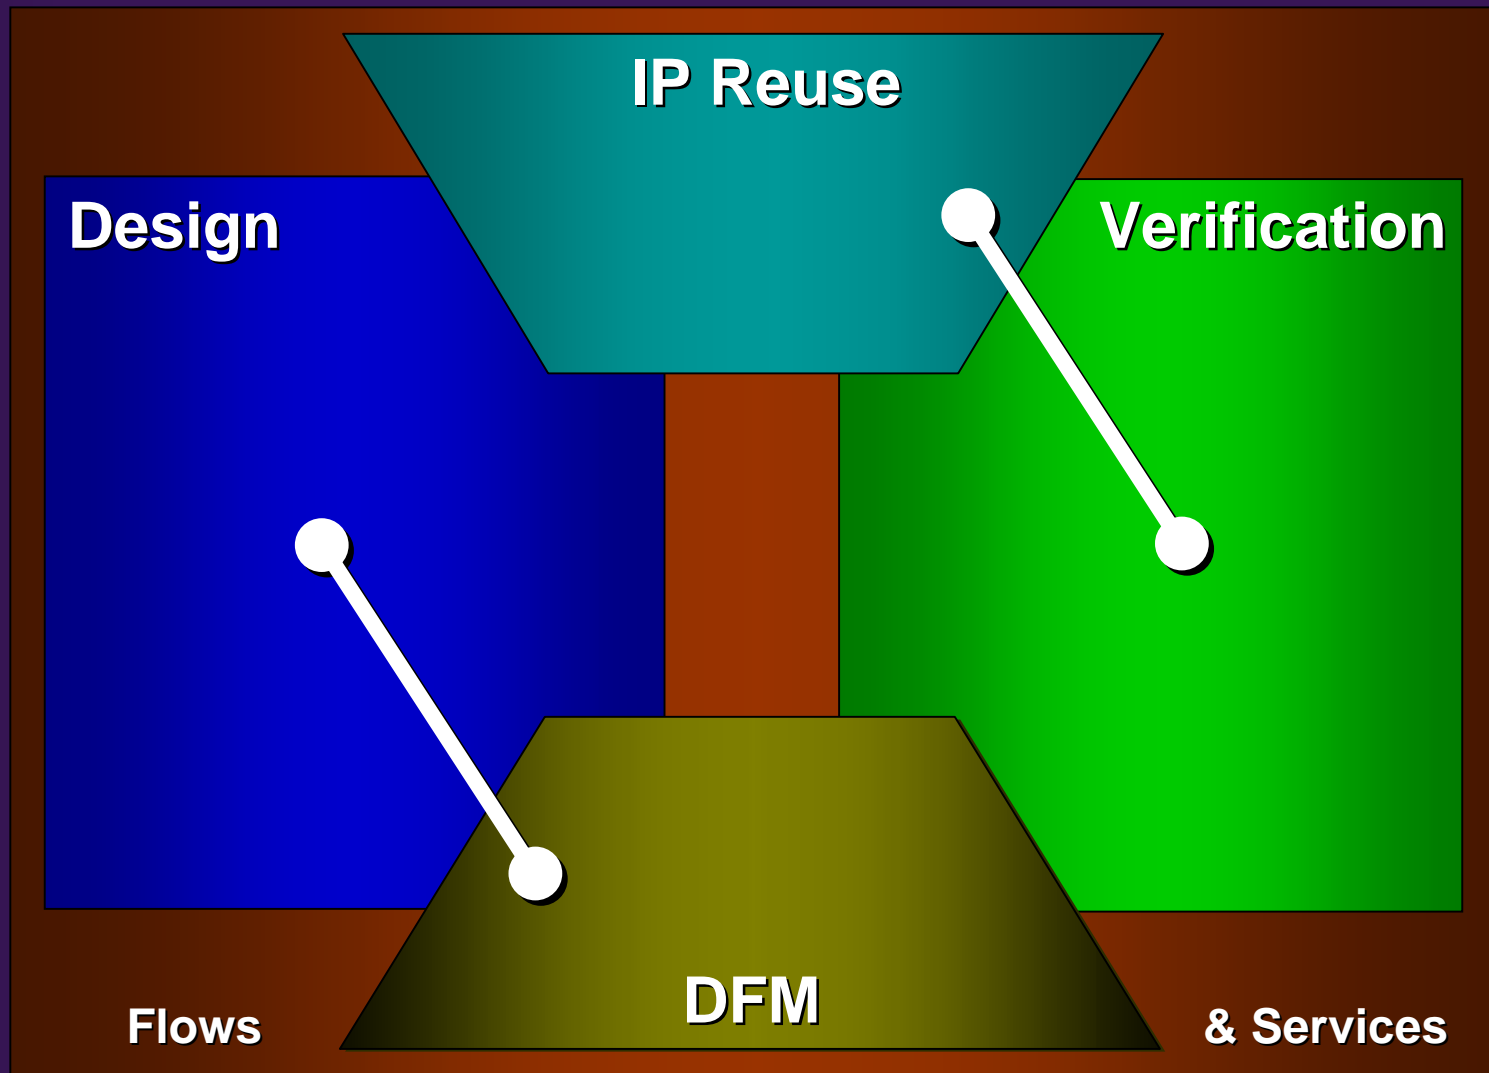 IP Reuse
Design
Verification
DFM
Flows
& Services